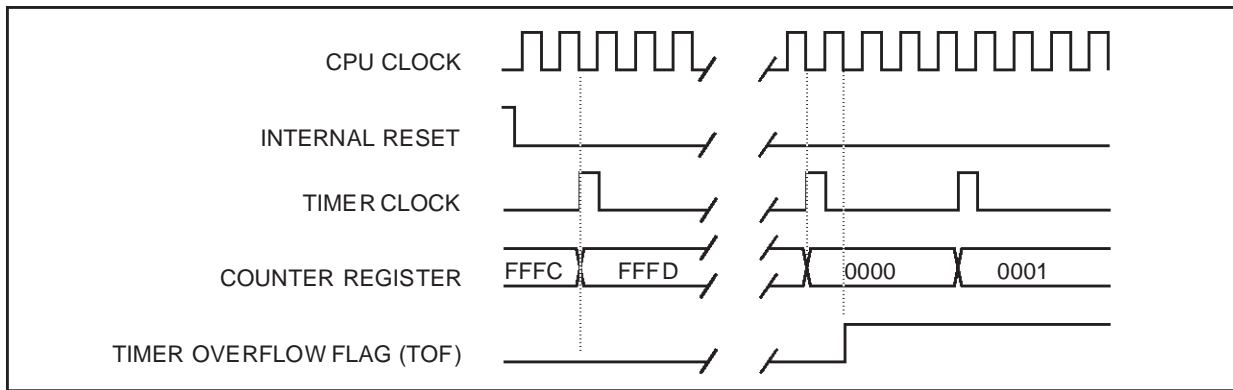 CPU CLOCK
INTERNAL RESET
TIMER CLOCK
COUNTER REGISTER FFFC FFFD 0000 0001
TIMER OVERFLOW FLAG (TOF)